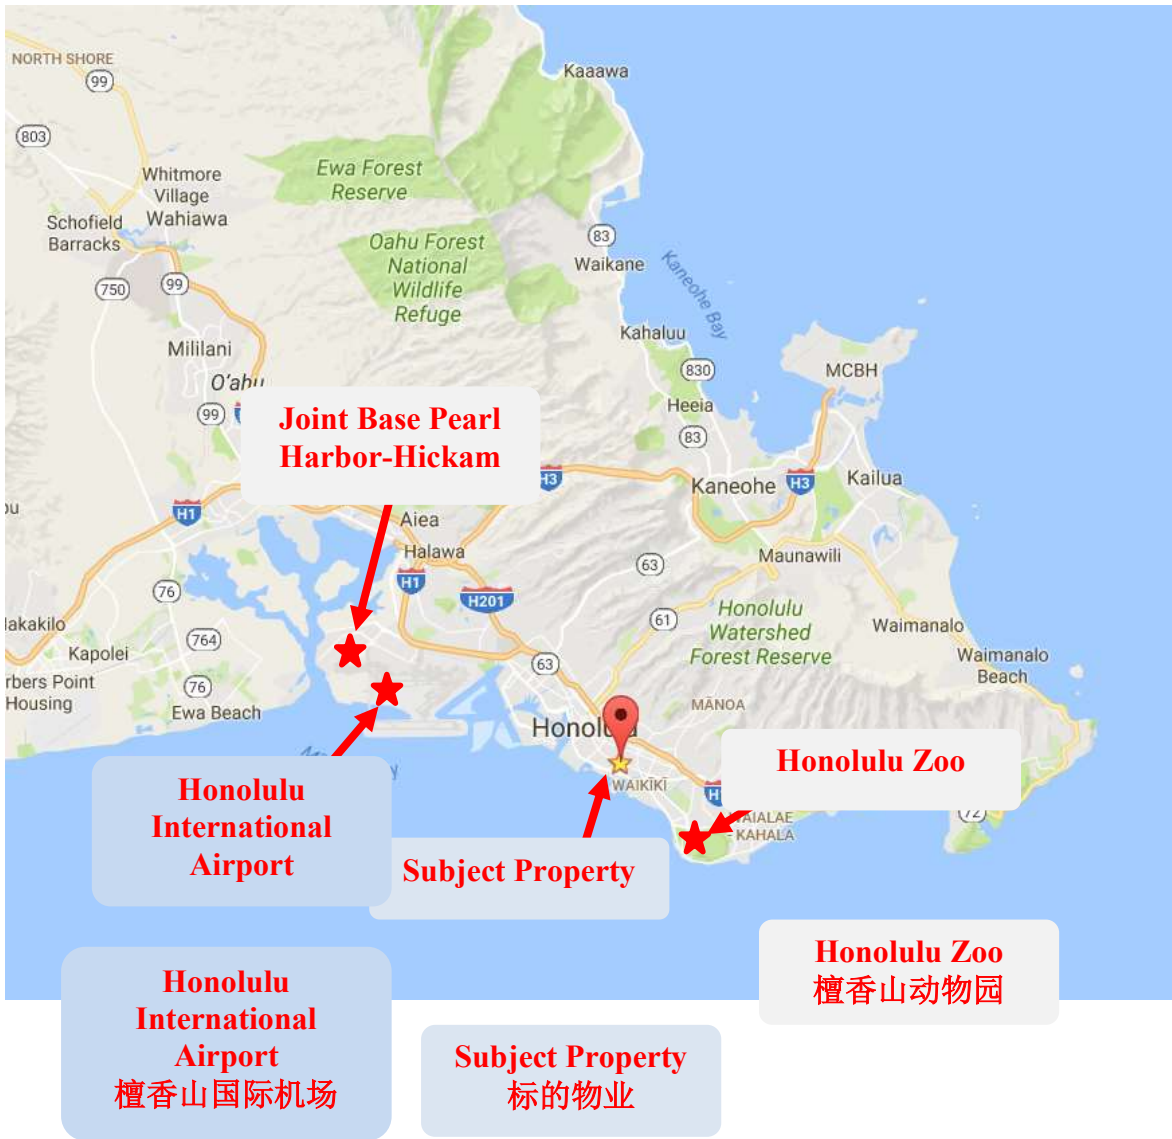 NORTH SHORE
99
Kaaawa
803
Whitmore
Village
Wahiawa
Ewa Forest
Reserve
Schofield
Barracks
Oahu Forest
National
Wildlife
Refuge
83
Waikane
Kaneohe Bay
750
99
Mililani
Kahaluu
O'ahu
830
MCBH
99
Heeia
Joint Base Pearl
Harbor-Hickam
83
H3
Kaneohe
H3
Kailua
H1
Aiea
Halawa
Maunawili
63
H1
76
H201
Honolulu
Watershed
Forest Reserve
61
Waimanalo
764
Kapolei
63
Waimanalo
Beach
rbers Point
Housing
76
Ewa Beach
MĀNOA
WAIKĪKĪ
Honolulu
International
Airport
Honolulu Zoo
72
- KAHALA
Subject Property
Honolulu Zoo
檀香山动物园
Honolulu
International
Airport
檀香山国际机场
Subject Property
标的物业